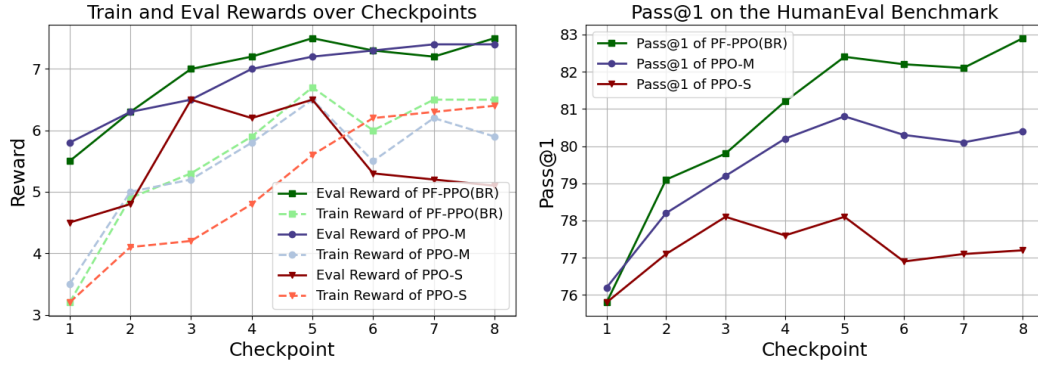 Train and Eval Rewards over Checkpoints
Reward
7
6
5
4
3
Eval Reward of PF-PPO(BR)
Train Reward of PF-PPO(BR)
Eval Reward of PPO-M
Train Reward of PPO-M
Eval Reward of PPO-S
Train Reward of PPO-S
1 2 3 4 5 6 7 8
Checkpoint
Pass@1 on the HumanEval Benchmark
Pass@1
83
82
81
80
79
78
77
76
Pass@1 of PF-PPO(BR)
Pass@1 of PPO-M
Pass@1 of PPO-S
1 2 3 4 5 6 7 8
Checkpoint